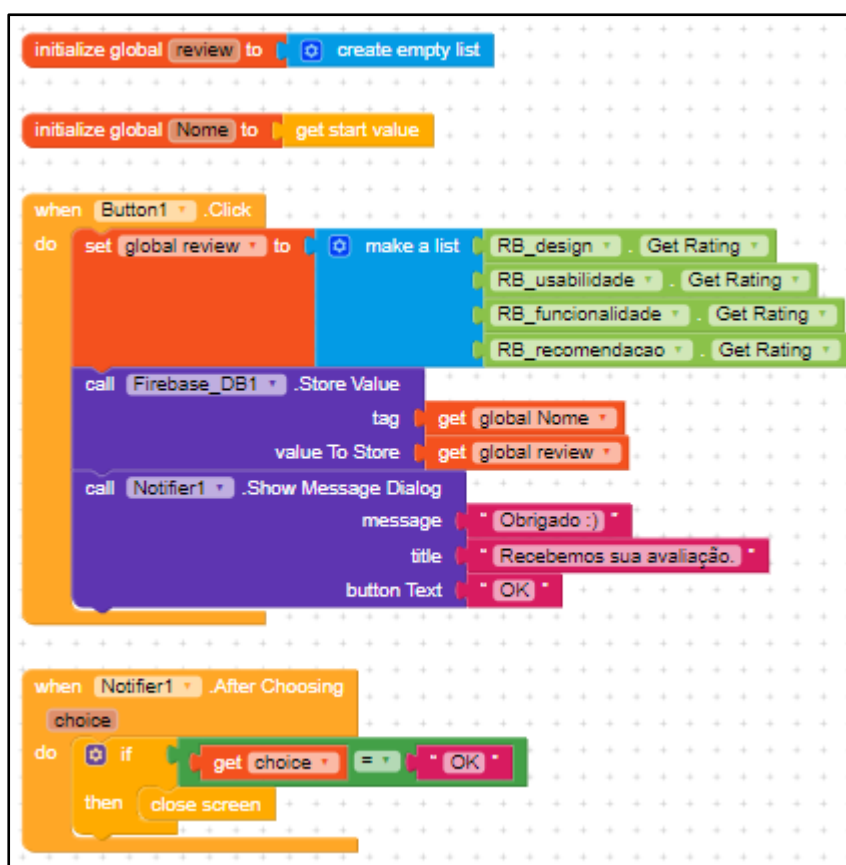 initialize global review to create empty list
initialize global Nome to get start value
when Button1 .Click
do set global review to make a list RB_design . Get Rating
RB_usabilidade . Get Rating
RB_funcionalidade . Get Rating
RB_recomendacao . Get Rating
call Firebase_DB1 .Store Value
tag get global Nome
value To Store get global review
call Notifier1 .Show Message Dialog
message " Obrigado :) "
title " Recebemos sua avaliação. "
button Text " OK "
when Notifier1 .After Choosing
choice
do if get choice = " OK "
then close screen